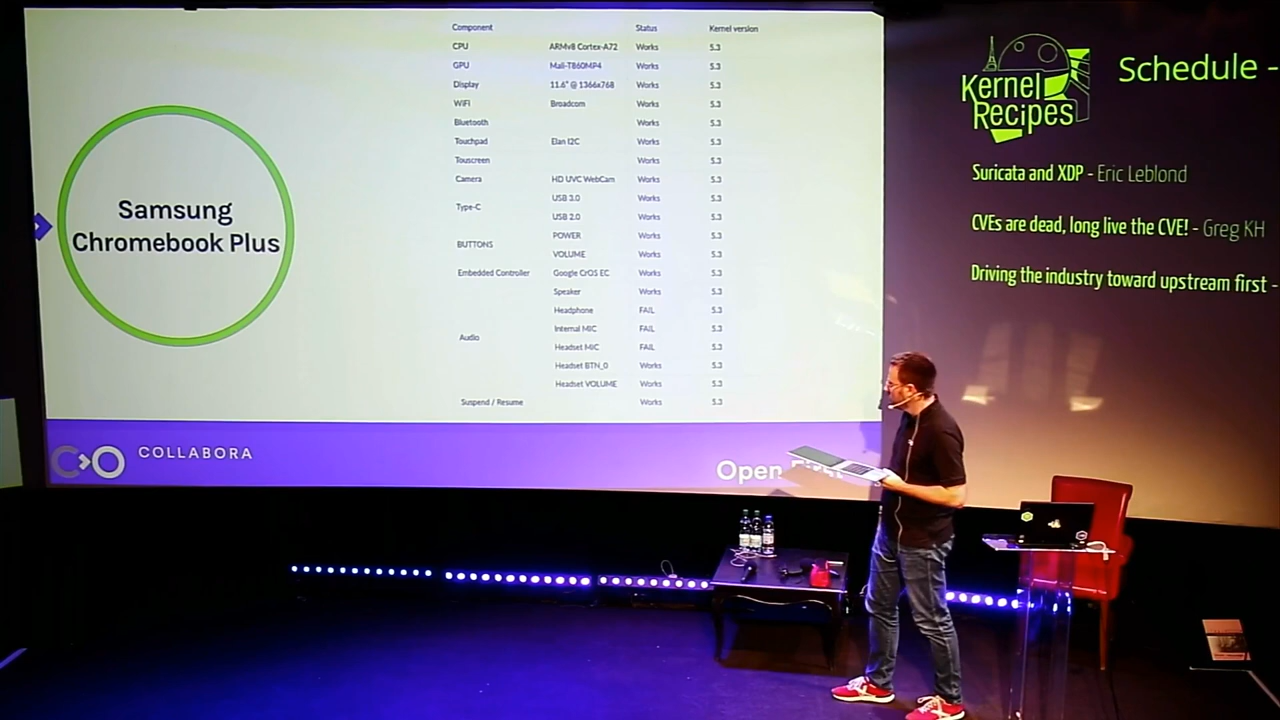 Component Status Kernel version
CPU ARMv8 Cortex-A72 Works 5.3
GPU Mali-T860MP4 Works 5.3
Display 11.6" @ 1366x768 Works 5.3
WiFi Broadcom Works 5.3
Bluetooth Works 5.3
Touchpad Elan I2C Works 5.3
Touscreen Works 5.3
Camera HD UVC WebCam Works 5.3
Type-C USB 3.0 Works 5.3
USB 2.0 Works 5.3
BUTTONS POWER Works 5.3
VOLUME Works 5.3
Embedded Controller Google CrOS EC Works 5.3
Audio Speaker Works 5.3
Headphone FAIL 5.3
Internal MIC FAIL 5.3
Headset MIC FAIL 5.3
Headset BTN_0 Works 5.3
Headset VOLUME Works 5.3
Suspend / Resume Works 5.3
Samsung
Chromebook Plus
COLLABORA
Open
Kernel
Recipes
Schedule -
Suricata and XDP - Eric Leblond
CVEs are dead, long live the CVE! - Greg KH
Driving the industry toward upstream first -